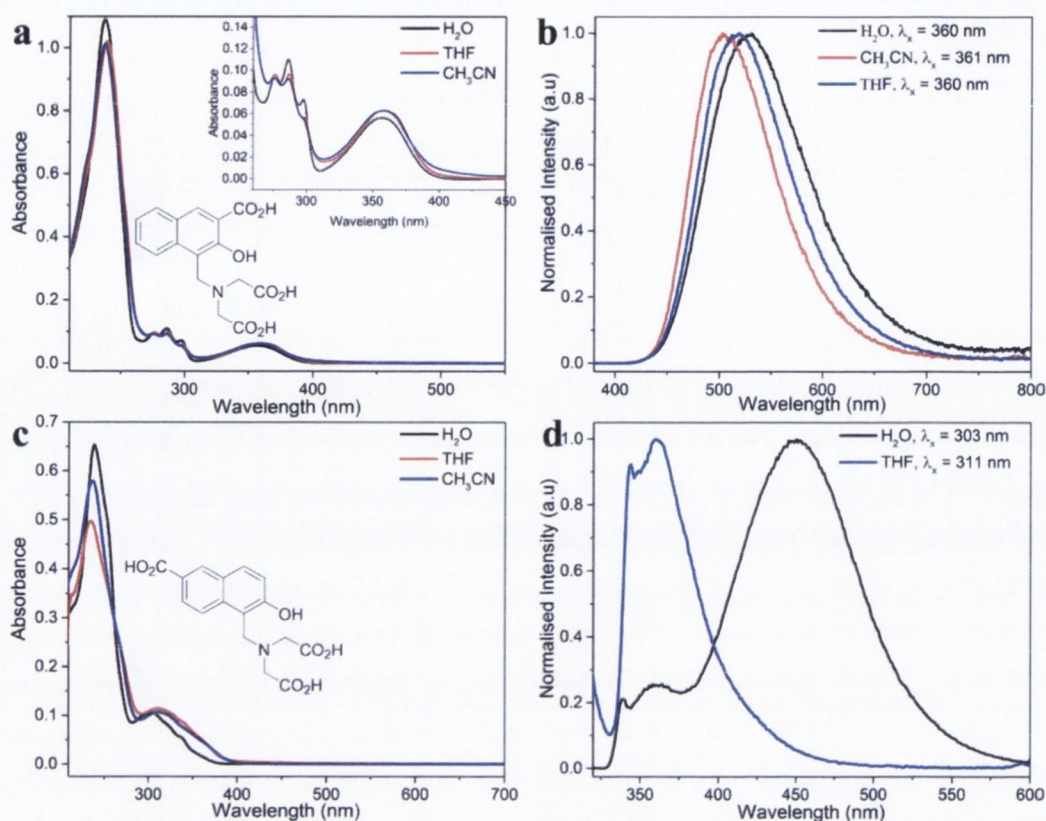 a
H₂O
THF
CH₃CN
Absorbance
0.14
0.12
0.10
0.08
0.06
0.04
0.02
0.00
300
350
400
450
Wavelength (nm)
CO₂H
OH
N
CO₂H
CO₂H
Absorbance
1.0
0.8
0.6
0.4
0.2
0.0
300
400
500
Wavelength (nm)
b
H₂O, λₓ = 360 nm
CH₃CN, λₓ = 361 nm
THF, λₓ = 360 nm
Normalised Intensity (a.u)
1.0
0.8
0.6
0.4
0.2
0.0
400
500
600
700
800
Wavelength (nm)
c
H₂O
THF
CH₃CN
HO₂C
OH
N
CO₂H
CO₂H
Absorbance
0.7
0.6
0.5
0.4
0.3
0.2
0.1
0.0
300
400
500
600
700
Wavelength (nm)
d
H₂O, λₓ = 303 nm
THF, λₓ = 311 nm
Normalised Intensity (a.u)
1.0
0.8
0.6
0.4
0.2
0.0
350
400
450
500
550
600
Wavelength (nm)